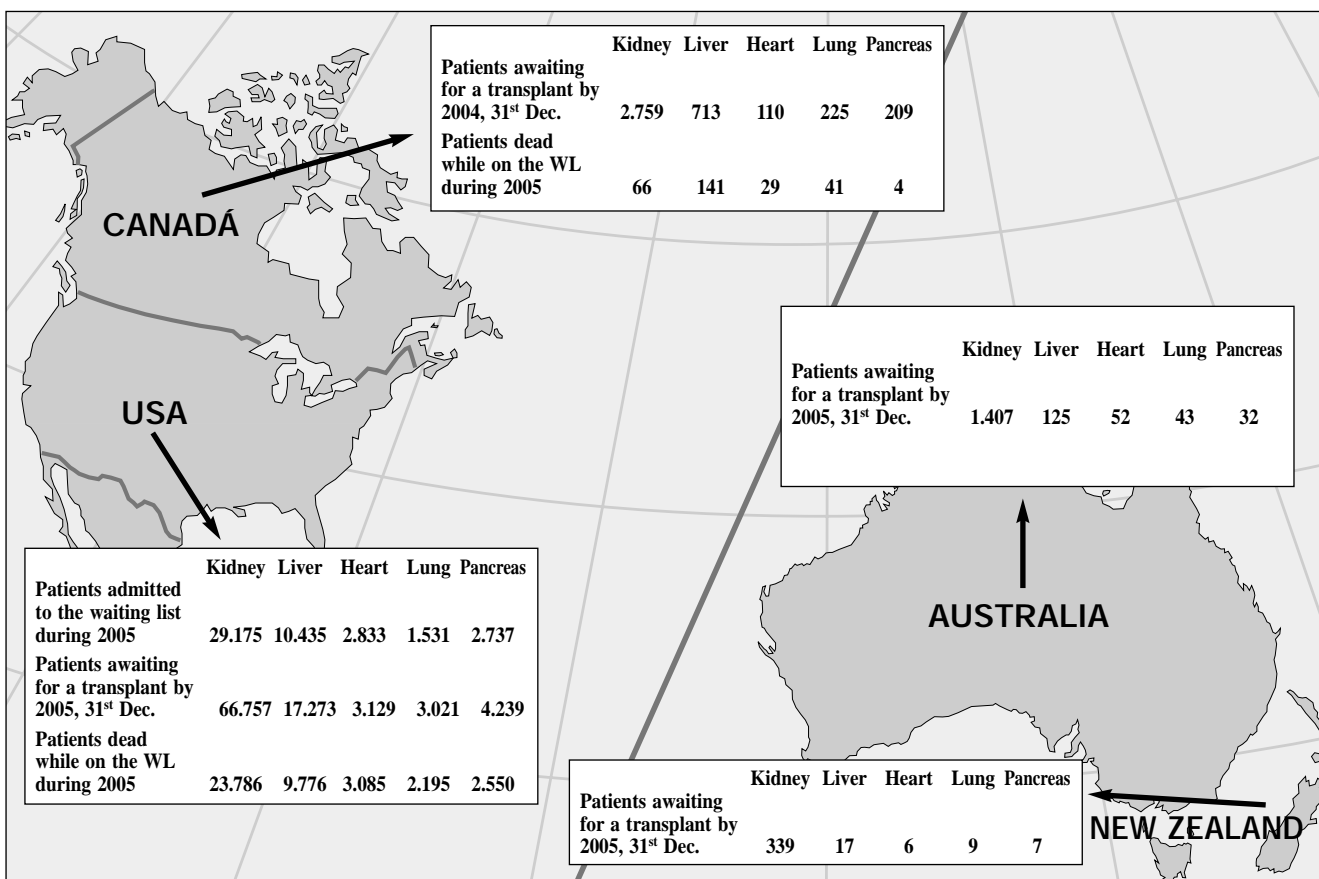 Kidney Liver Heart Lung Pancreas
Patients awaiting
for a transplant by
2004, 31st Dec. 2.759 713 110 225 209
Patients dead
while on the WL
during 2005 66 141 29 41 4
CANADÁ
Kidney Liver Heart Lung Pancreas
Patients awaiting
for a transplant by
2005, 31st Dec. 1.407 125 52 43 32
USA
Kidney Liver Heart Lung Pancreas
Patients admitted
to the waiting list
during 2005 29.175 10.435 2.833 1.531 2.737
Patients awaiting
for a transplant by
2005, 31st Dec. 66.757 17.273 3.129 3.021 4.239
Patients dead
while on the WL
during 2005 23.786 9.776 3.085 2.195 2.550
AUSTRALIA
Kidney Liver Heart Lung Pancreas
Patients awaiting
for a transplant by
2005, 31st Dec. 339 17 6 9 7
NEW ZEALAND